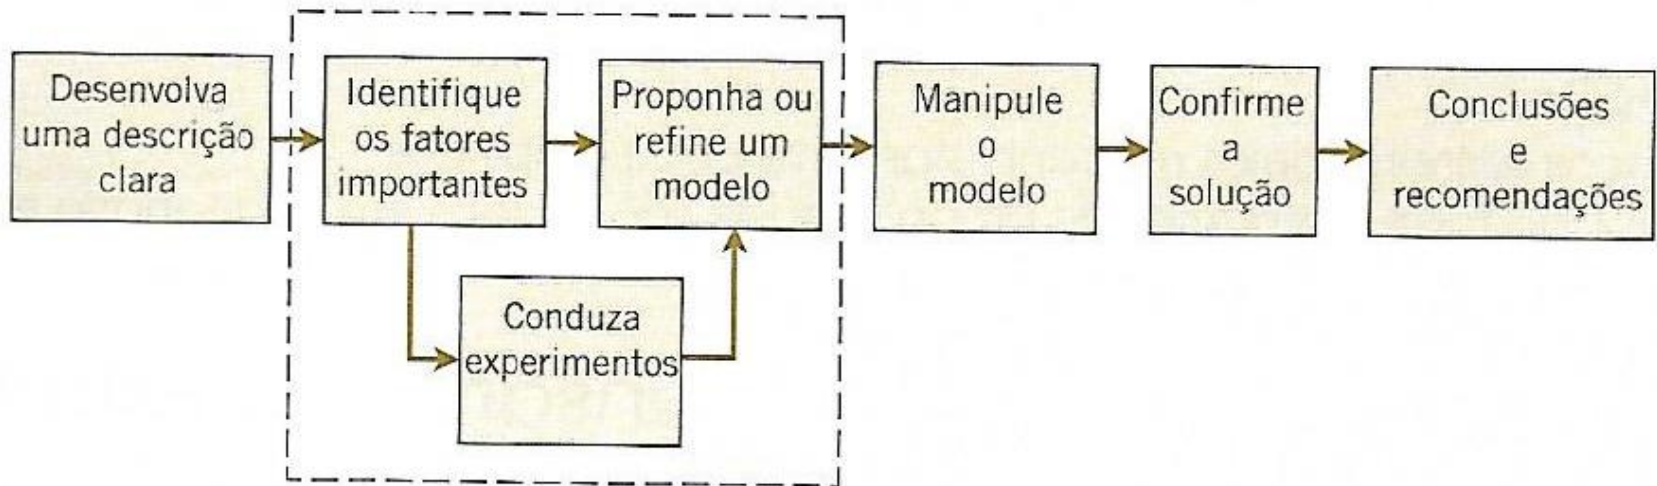 Desenvolva
uma descrição
clara
Identifique
os fatores
importantes
Proponha ou
refine um
modelo
Manipule
o
modelo
Confirme
a
solução
Conclusões
e
recomendações
Conduza
experimentos